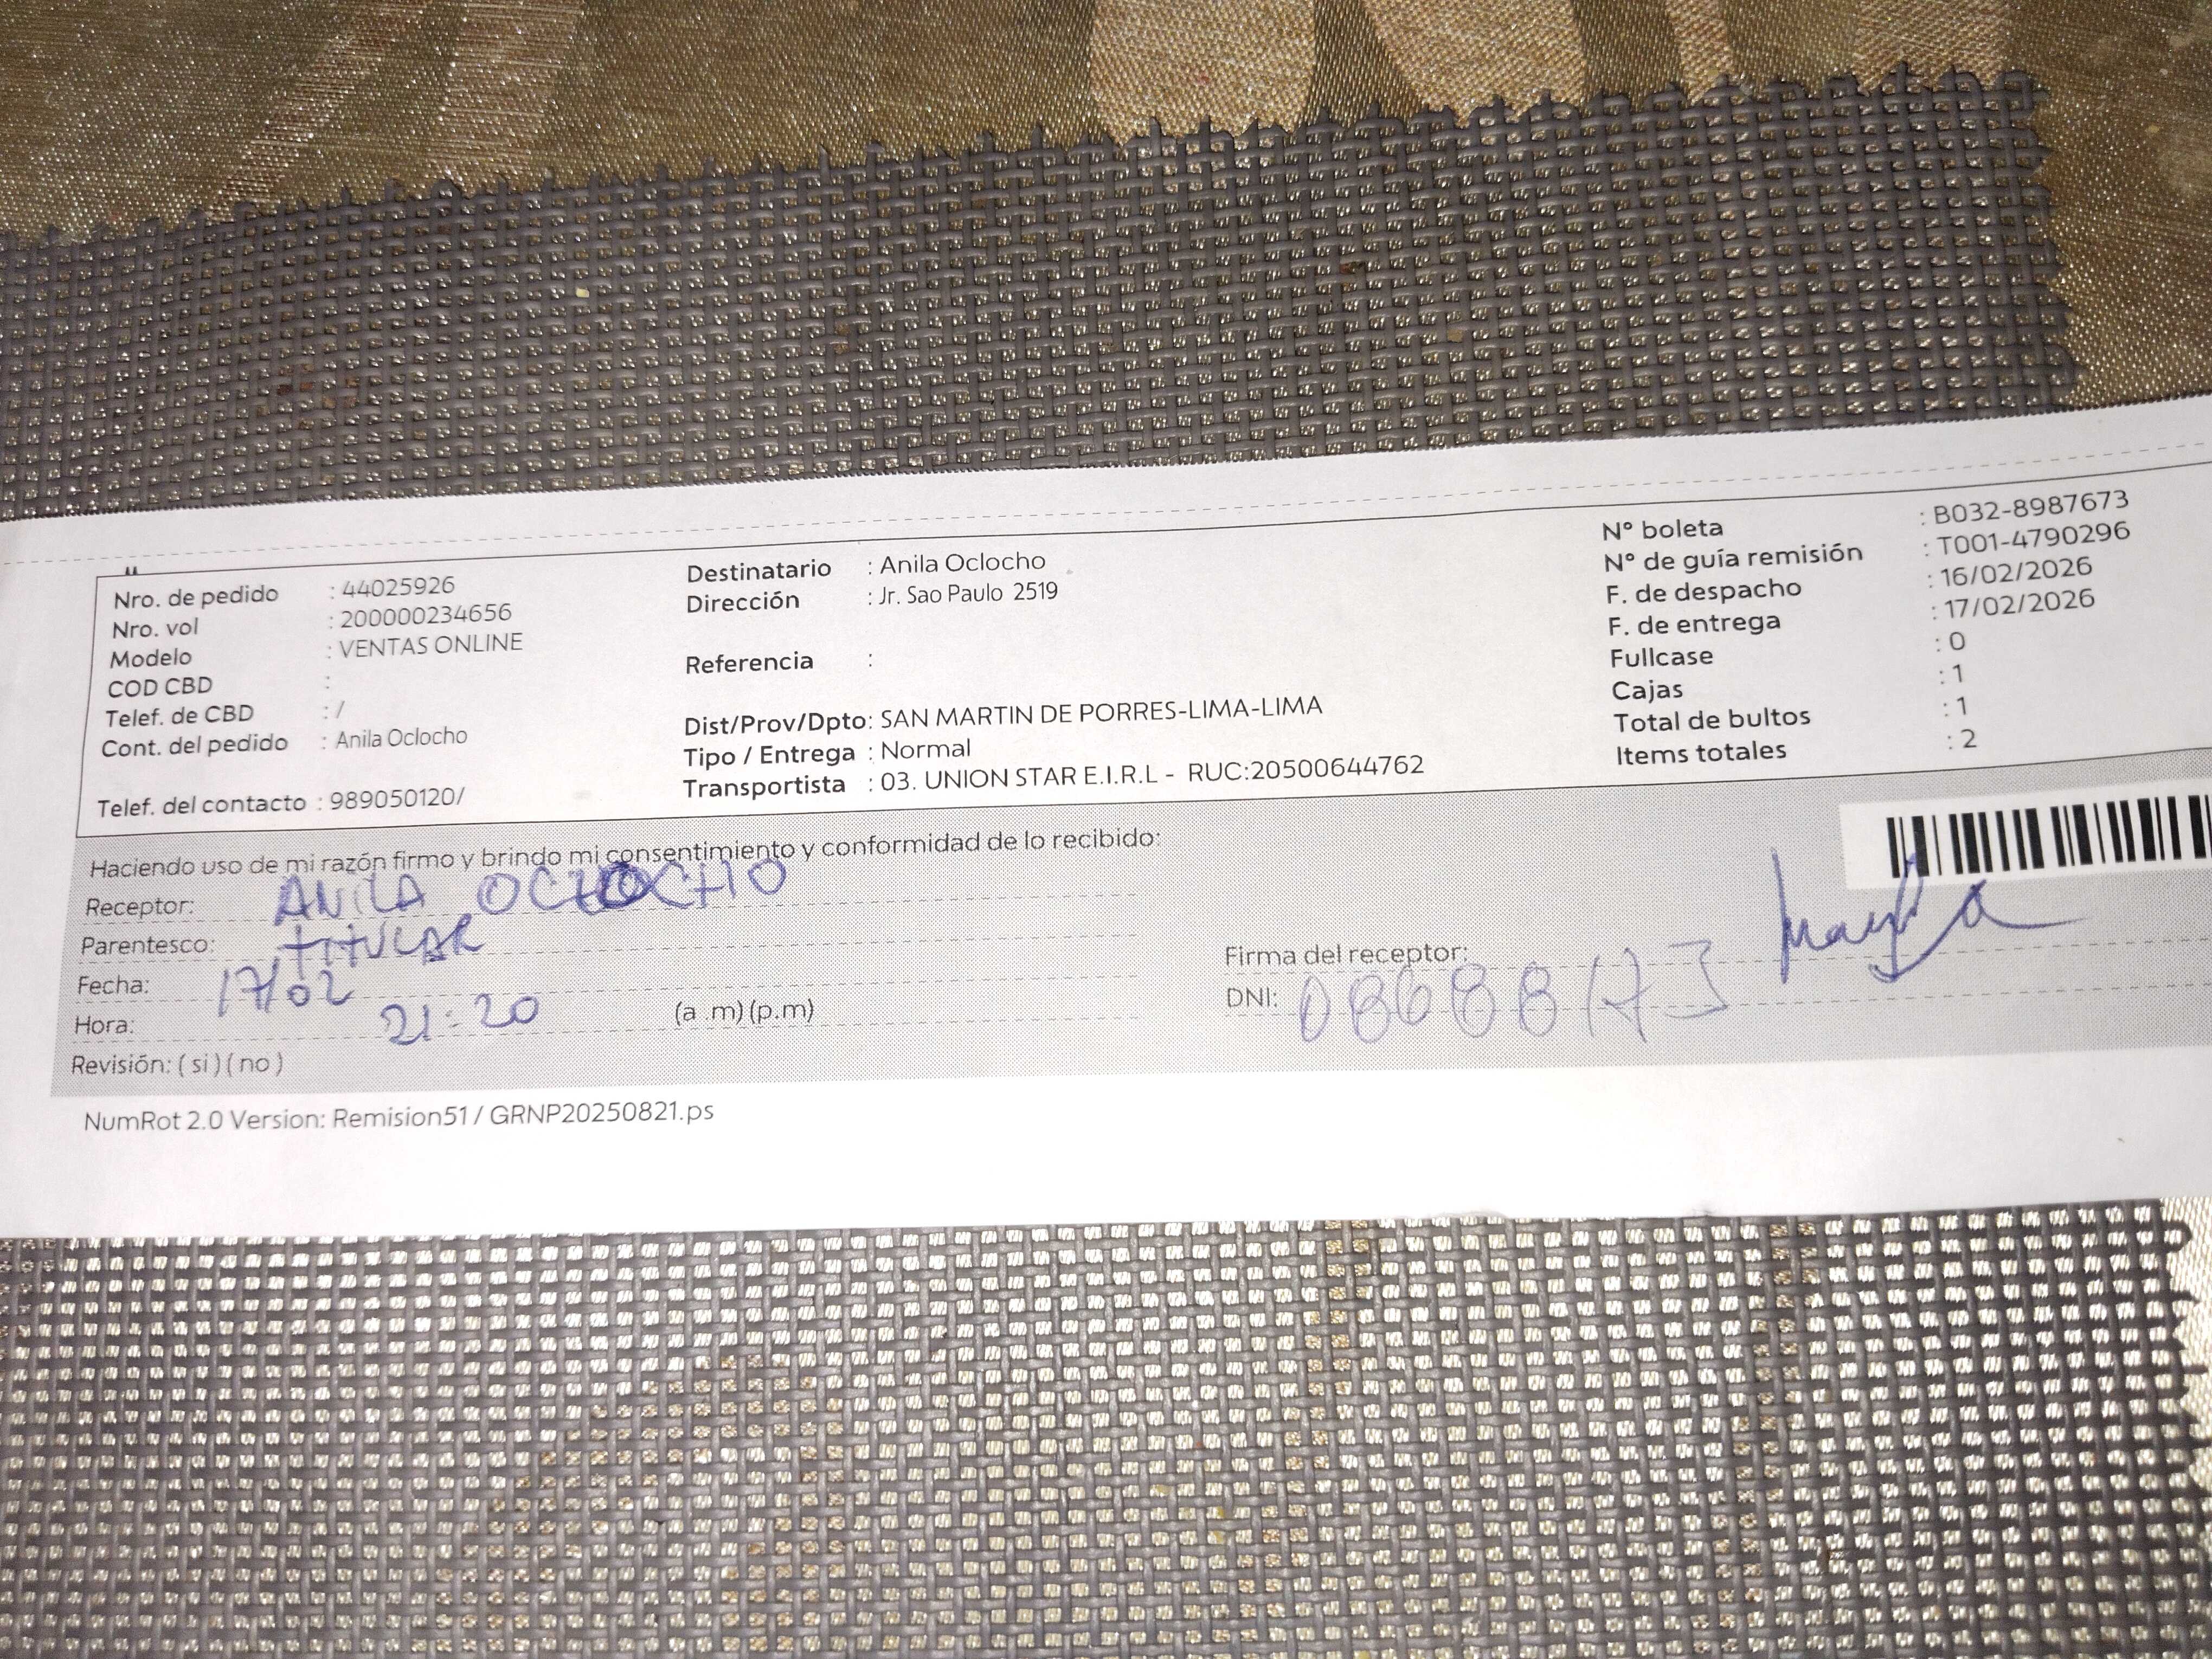 Nro. de pedido : 44025926
Nro. vol : 200000234656
Modelo : VENTAS ONLINE
COD CBD :
Telef. de CBD : /
Cont. del pedido : Anila Oclocho
Telef. del contacto : 989050120/
Destinatario : Anila Oclocho
Dirección : Jr. Sao Paulo 2519
Referencia :
Dist/Prov/Dpto: SAN MARTIN DE PORRES-LIMA-LIMA
Tipo / Entrega : Normal
Transportista : 03. UNION STAR E.I.R.L - RUC:20500644762
N° boleta : B032-8987673
N° de guía remisión : T001-4790296
F. de despacho : 16/02/2026
F. de entrega : 17/02/2026
Fullcase : 0
Cajas : 1
Total de bultos : 1
Items totales : 2
Haciendo uso de mi razón firmo y brindo mi consentimiento y conformidad de lo recibido:
Receptor: ANILA OCLOCHO
Parentesco: TITULAR
Fecha: 17/02
Hora: 21:20 (a .m) (p.m)
Revisión: ( si ) ( no )
Firma del receptor:
DNI: 08688173
NumRot 2.0 Version: Remision51 / GRNP20250821.ps